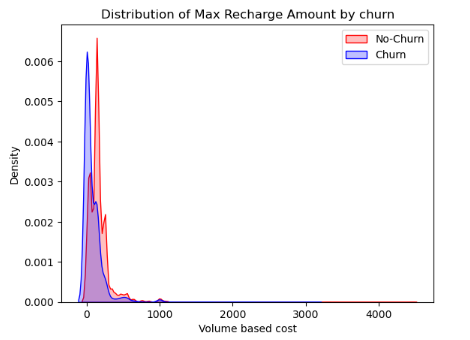 Distribution of Max Recharge Amount by churn
No-Churn
Churn
Density
0.006
0.005
0.004
0.003
0.002
0.001
0.000
0 1000 2000 3000 4000
Volume based cost